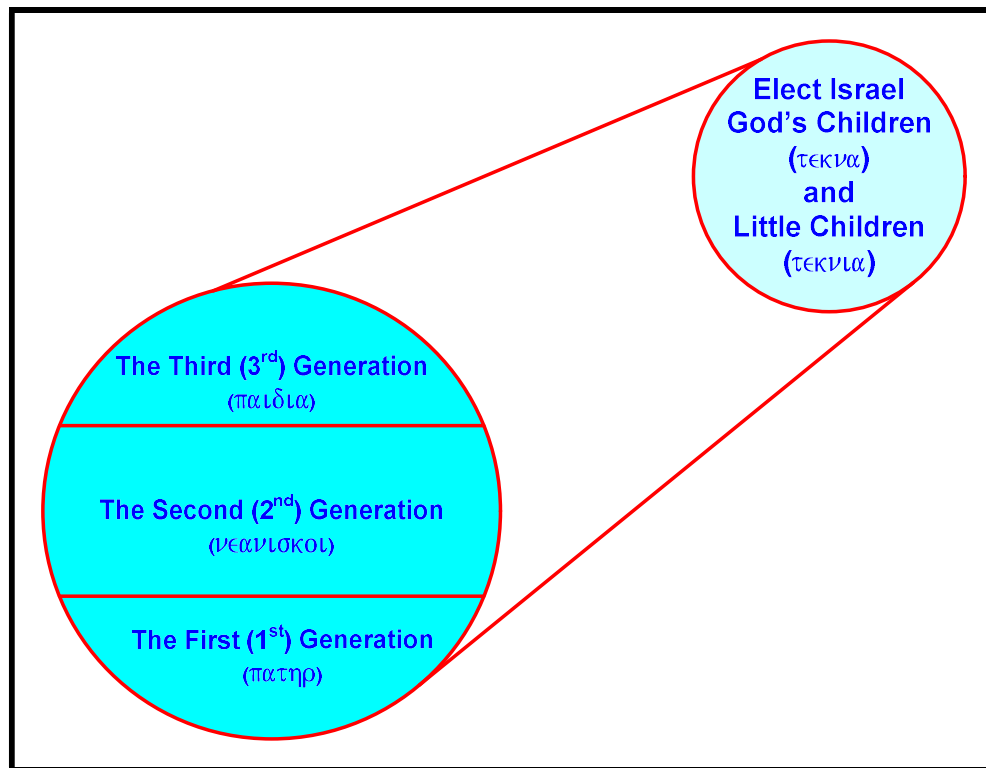 Elect Israel
God's Children
(τεκνα)
and
Little Children
(τεκνια)
The Third (3rd) Generation
(παιδια)
The Second (2nd) Generation
(νεανισκοι)
The First (1st) Generation
(πατηρ)